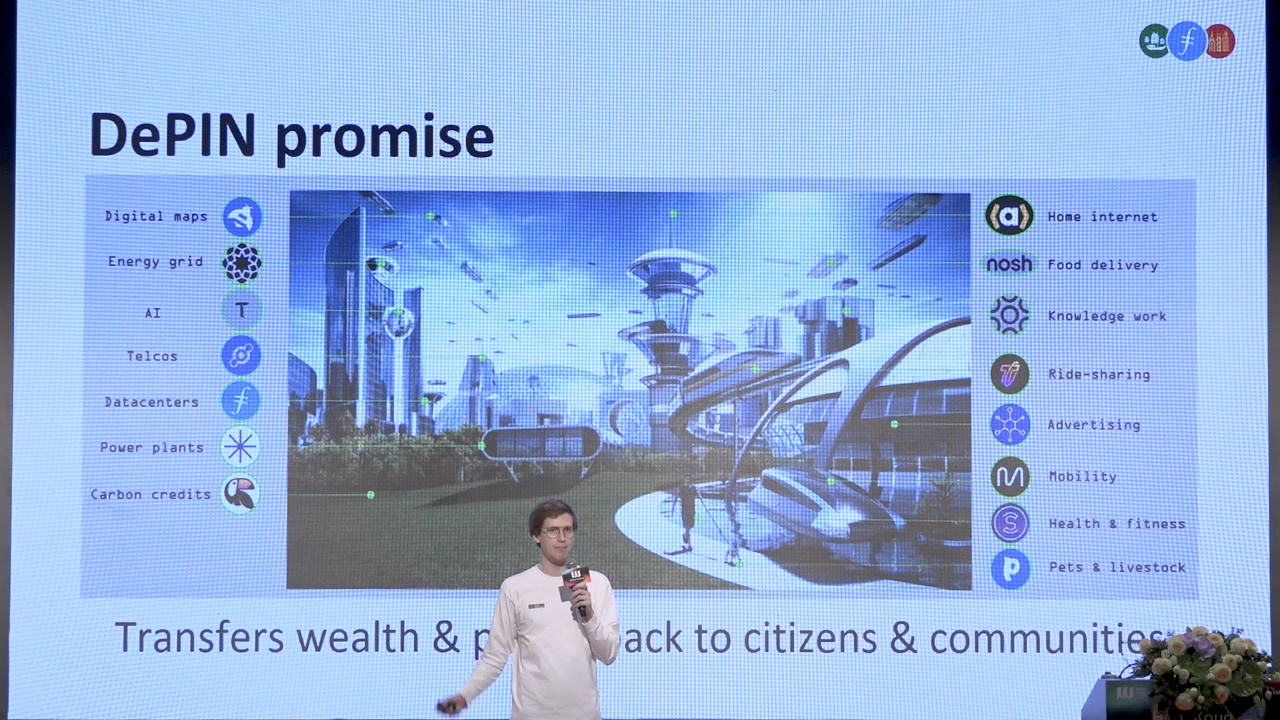 DePIN promise
Digital maps
Energy grid
AI
T
Telcos
Datacenters
Power plants
Carbon credits
(a)
Home internet
nosh
Food delivery
Knowledge work
Ride-sharing
Advertising
Mobility
S
Health & fitness
p
Pets & livestock
Transfers wealth & p ack to citizens & communities